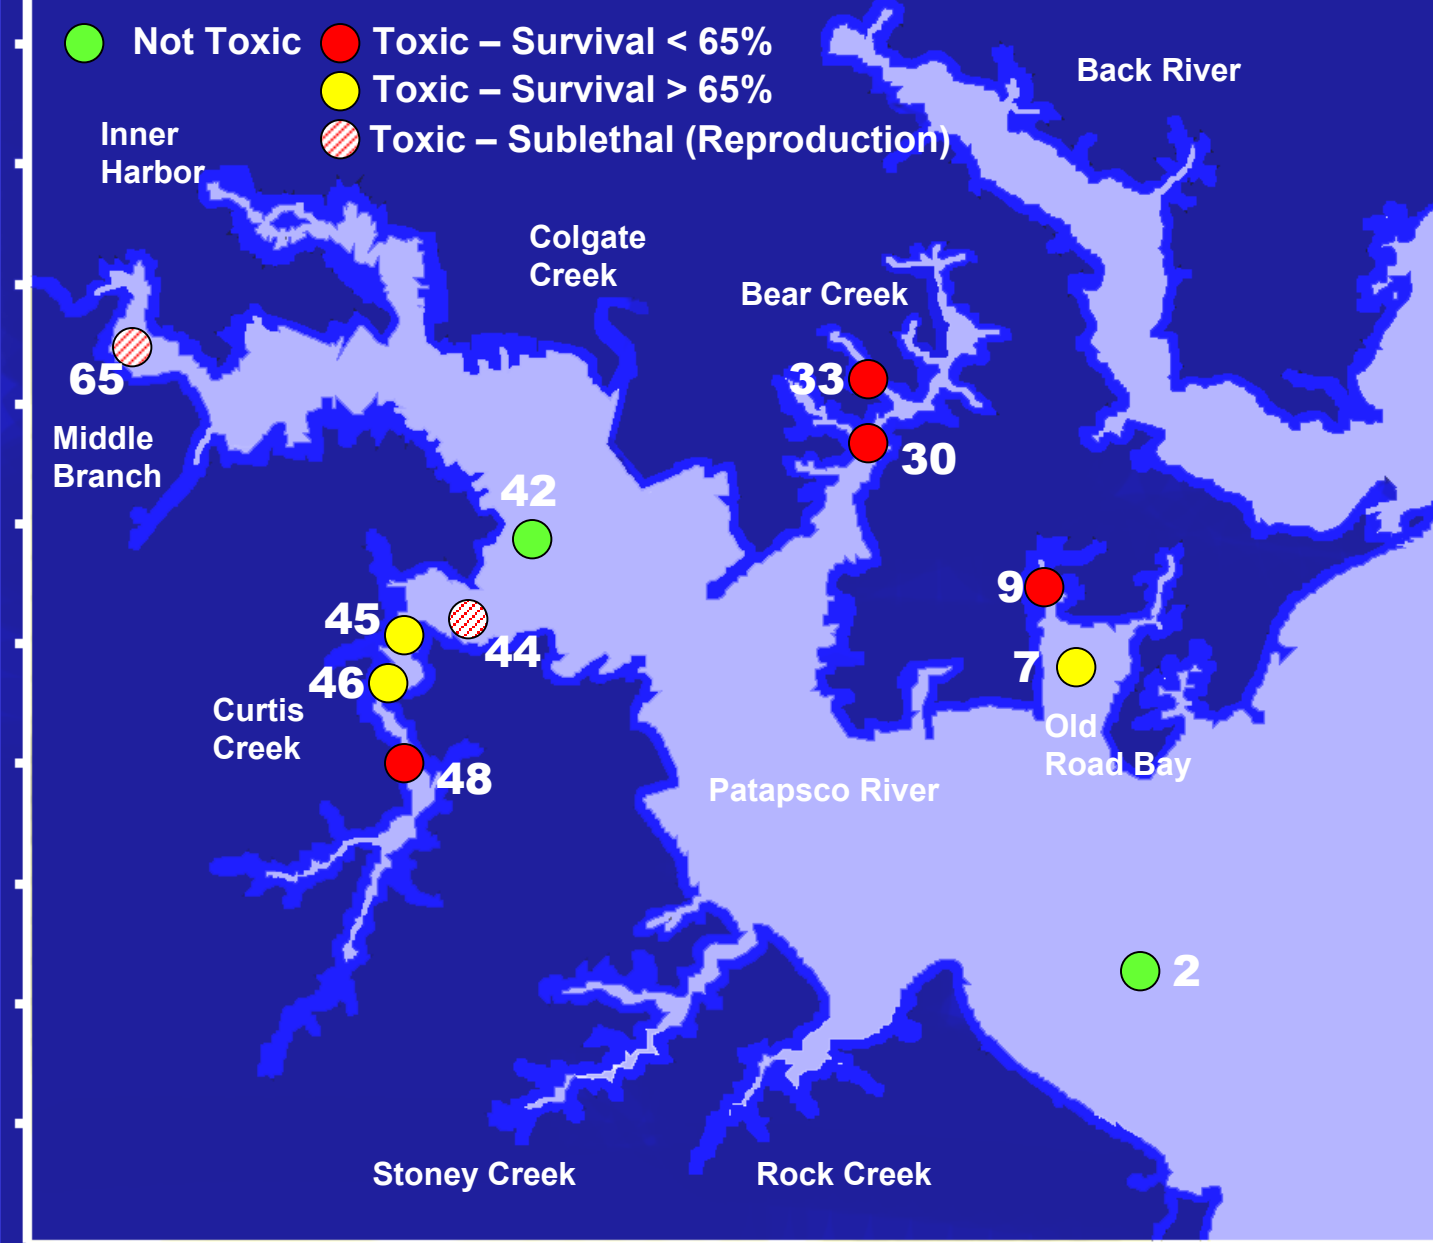 Not Toxic
Toxic – Survival < 65%
Toxic – Survival > 65%
Toxic – Sublethal (Reproduction)
Back River
Inner
Harbor
Colgate
Creek
Bear Creek
33
65
Middle
Branch
30
42
9
45
44
7
46
Curtis
Creek
Old
Road Bay
48
Patapsco River
2
Stoney Creek
Rock Creek